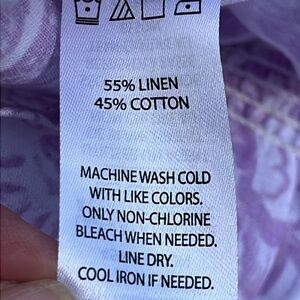 55% LINEN
45% COTTON
MACHINE WASH COLD
WITH LIKE COLORS.
ONLY NON-CHLORINE
BLEACH WHEN NEEDED.
LINE DRY.
COOL IRON IF NEEDED.